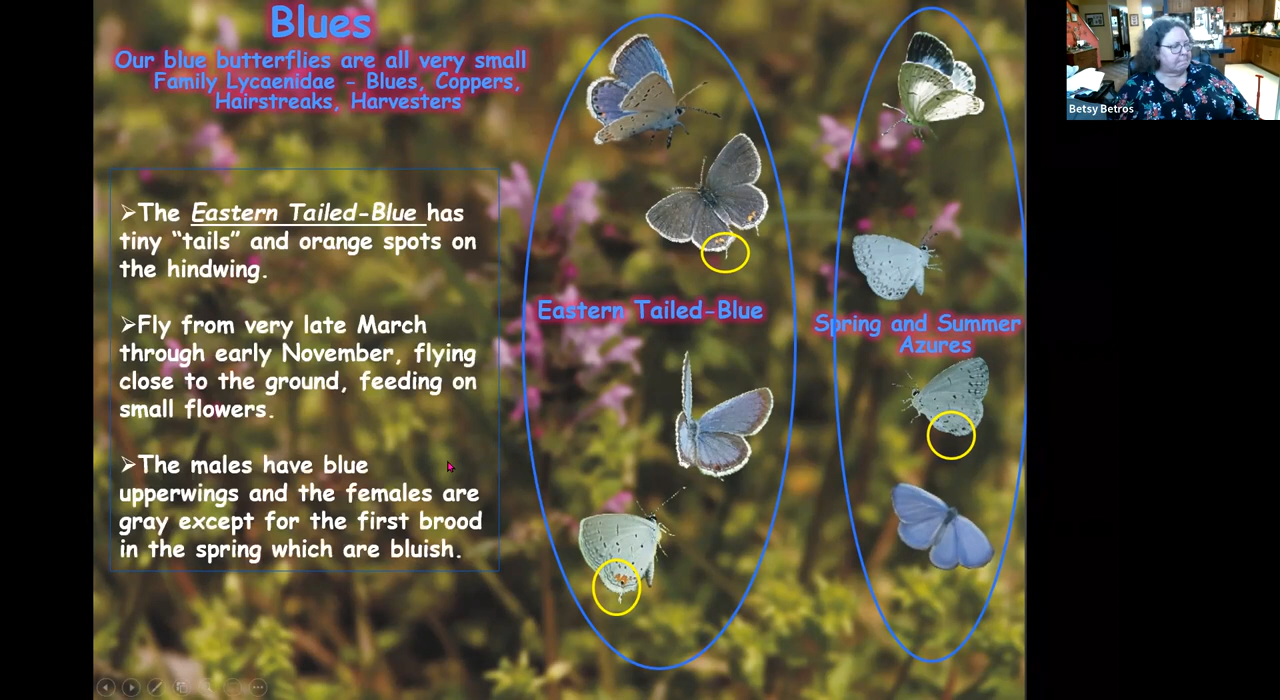 Blues
Our blue butterflies are all very small
Family Lycaenidae - Blues, Coppers,
Hairstreaks, Harvesters
➢The Eastern Tailed-Blue has
tiny “tails” and orange spots on
the hindwing.
➢Fly from very late March
through early November, flying
close to the ground, feeding on
small flowers.
➢The males have blue
upperwings and the females are
gray except for the first brood
in the spring which are bluish.
Eastern Tailed-Blue
Spring and Summer
Azures
Betsy Betros